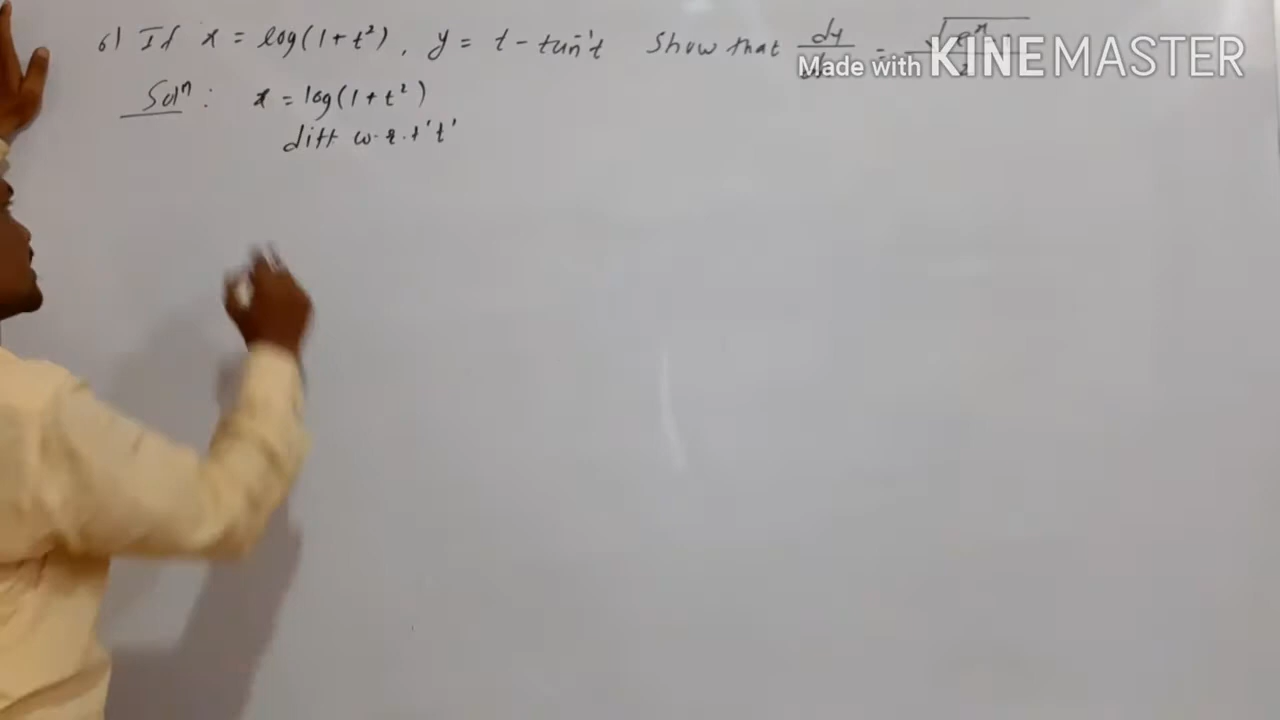 6) If x = log(1+t²), y = t - tan⁻¹t Show that dy/
Made with KINEMASTER
Solⁿ: x = log(1+t²)
diff w.r.t 't'